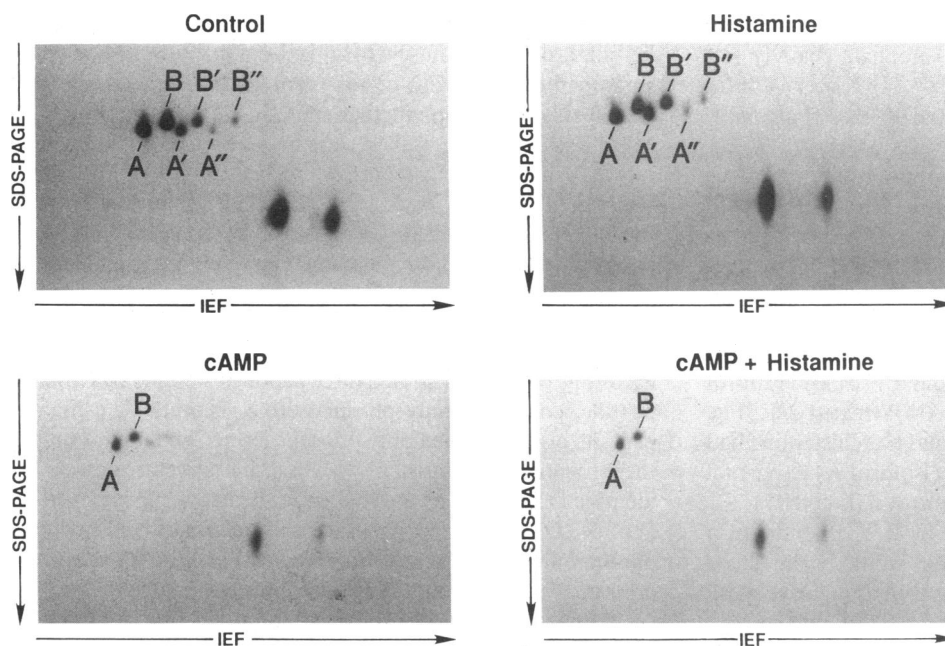 Control
B B′ B″
A A′ A″
SDS-PAGE
IEF
Histamine
B B′ B″
A A′ A″
SDS-PAGE
IEF
cAMP
B
A
SDS-PAGE
IEF
cAMP + Histamine
B
A
SDS-PAGE
IEF